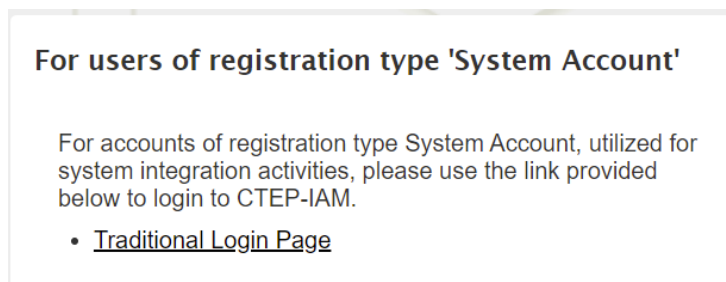 For users of registration type 'System Account'
For accounts of registration type System Account, utilized for
system integration activities, please use the link provided
below to login to CTEP-IAM.
Traditional Login Page